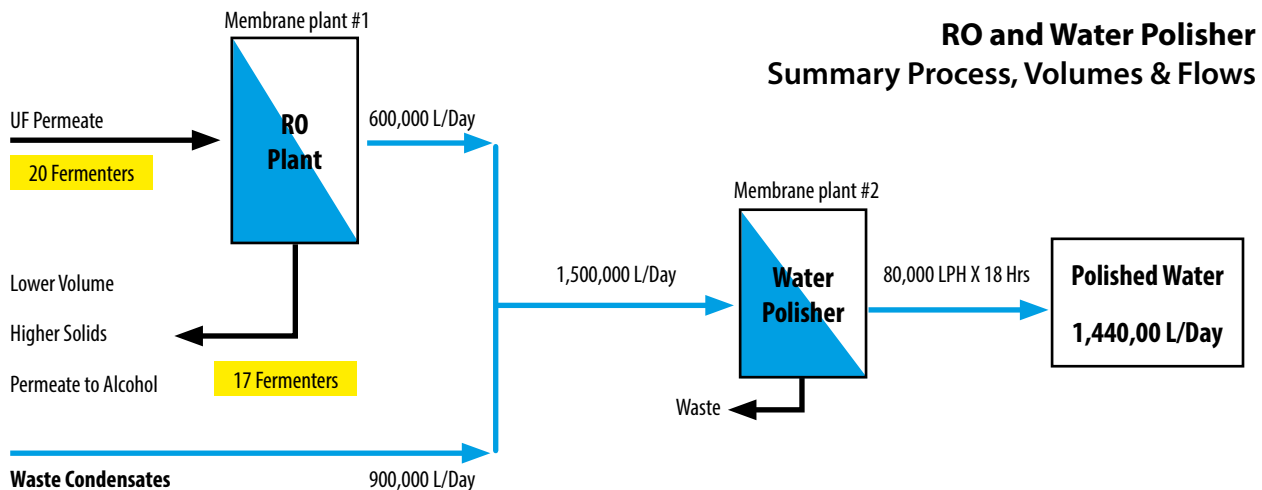 RO and Water Polisher
Summary Process, Volumes & Flows
Membrane plant #1
UF Permeate
20 Fermenters
RO
Plant
600,000 L/Day
Lower Volume
Higher Solids
Permeate to Alcohol
17 Fermenters
Waste Condensates
900,000 L/Day
1,500,000 L/Day
Membrane plant #2
Water
Polisher
Waste
80,000 LPH X 18 Hrs
Polished Water
1,440,00 L/Day